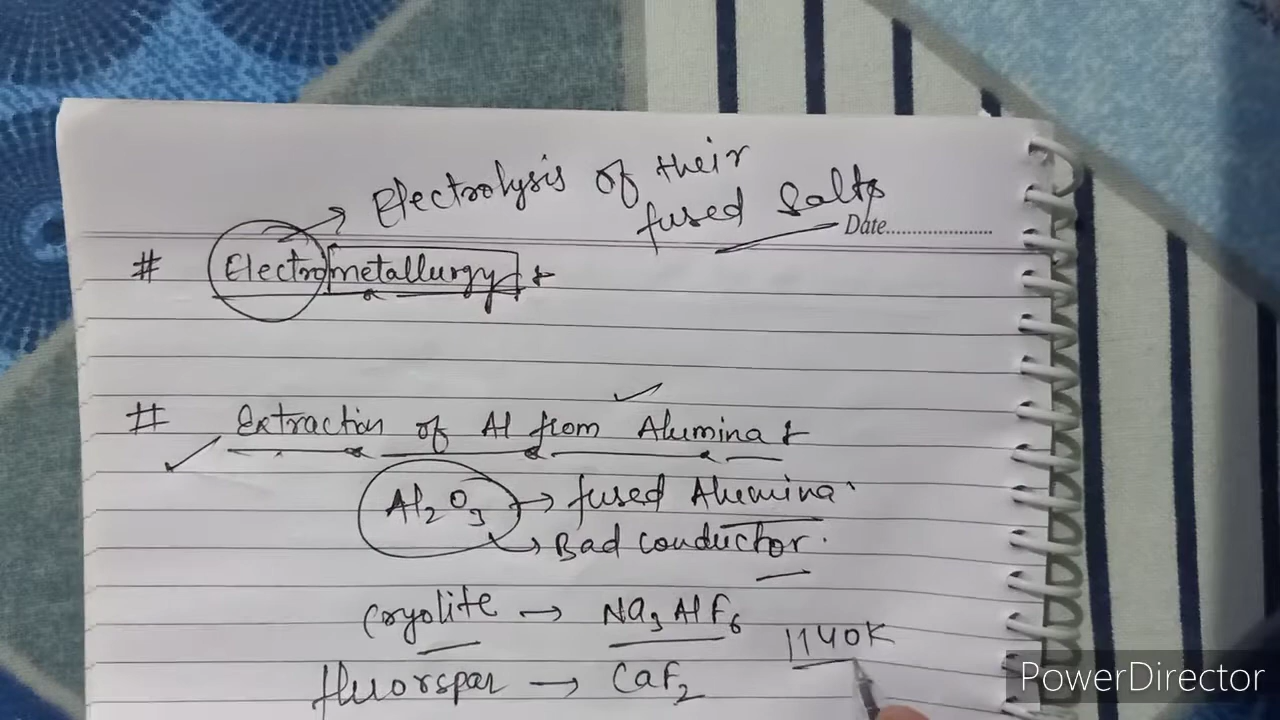 Electrolysis of their
fused Salts
Date....................
# Electrometallurgy :-
# Extraction of Al from Alumina :-
Al2O3 → fused Alumina
→ Bad conductor.
Cryolite → Na3AlF6
1140K
fluorspar → CaF2
PowerDirector